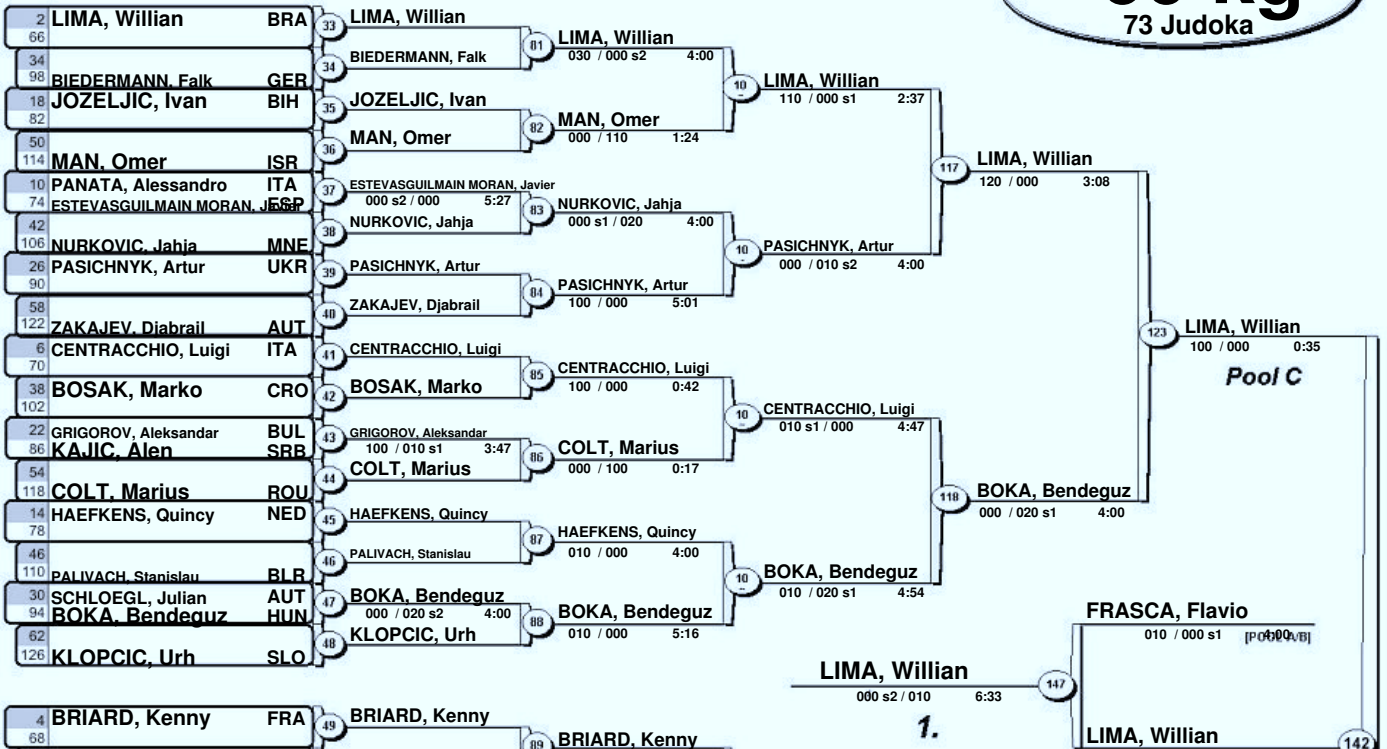 73 Judoka
2 LIMA, Willian BRA
66
34
98 BIEDERMANN, Falk GER
18 JOZELJIC, Ivan BIH
82
50
114 MAN, Omer ISR
10 PANATA, Alessandro ITA
74 ESTEVASGUILMAIN MORAN, Javier ESP
42
106 NURKOVIC, Jahja MNE
26 PASICHNYK, Artur UKR
90
58
122 ZAKAJEV, Djabrail AUT
6 CENTRACCHIO, Luigi ITA
70
38 BOSAK, Marko CRO
102
22 GRIGOROV, Aleksandar BUL
86 KAJIC, Alen SRB
54
118 COLT, Marius ROU
14 HAEFKENS, Quincy NED
78
46
110 PALIVACH, Stanislau BLR
30 SCHLOEGL, Julian AUT
94 BOKA, Bendeguz HUN
62
126 KLOPCIC, Urh SLO
4 BRIARD, Kenny FRA
68
33 LIMA, Willian
34 BIEDERMANN, Falk
35 JOZELJIC, Ivan
36 MAN, Omer
37 ESTEVASGUILMAIN MORAN, Javier
000 s2 / 000 5:27
38 NURKOVIC, Jahja
39 PASICHNYK, Artur
40 ZAKAJEV, Djabrail
41 CENTRACCHIO, Luigi
42 BOSAK, Marko
43 GRIGOROV, Aleksandar
100 / 010 s1 3:47
44 COLT, Marius
45 HAEFKENS, Quincy
46 PALIVACH, Stanislau
47 BOKA, Bendeguz
000 / 020 s2 4:00
48 KLOPCIC, Urh
49 BRIARD, Kenny
81 LIMA, Willian
030 / 000 s2 4:00
82 MAN, Omer
000 / 110 1:24
83 NURKOVIC, Jahja
000 s1 / 020 4:00
84 PASICHNYK, Artur
100 / 000 5:01
85 CENTRACCHIO, Luigi
100 / 000 0:42
86 COLT, Marius
000 / 100 0:17
87 HAEFKENS, Quincy
010 / 000 4:00
88 BOKA, Bendeguz
010 / 000 5:16
89 BRIARD, Kenny
10 LIMA, Willian
110 / 000 s1 2:37
10 PASICHNYK, Artur
000 / 010 s2 4:00
10 CENTRACCHIO, Luigi
010 s1 / 000 4:47
10 BOKA, Bendeguz
010 / 020 s1 4:54
117 LIMA, Willian
120 / 000 3:08
118 BOKA, Bendeguz
000 / 020 s1 4:00
123 LIMA, Willian
100 / 000 0:35
Pool C
FRASCA, Flavio
010 / 000 s1 4:00 [POOL A/B]
LIMA, Willian 147
000 s2 / 010 6:33
1.
LIMA, Willian 142